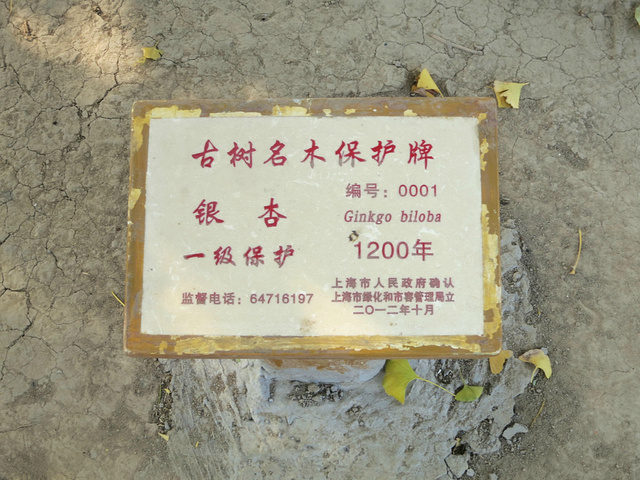 古树名木保护牌
编号：0001
银杏
Ginkgo biloba
一级保护
1200年
监督电话：64716197
上海市人民政府确认
上海市绿化和市容管理局立
二〇一二年十月